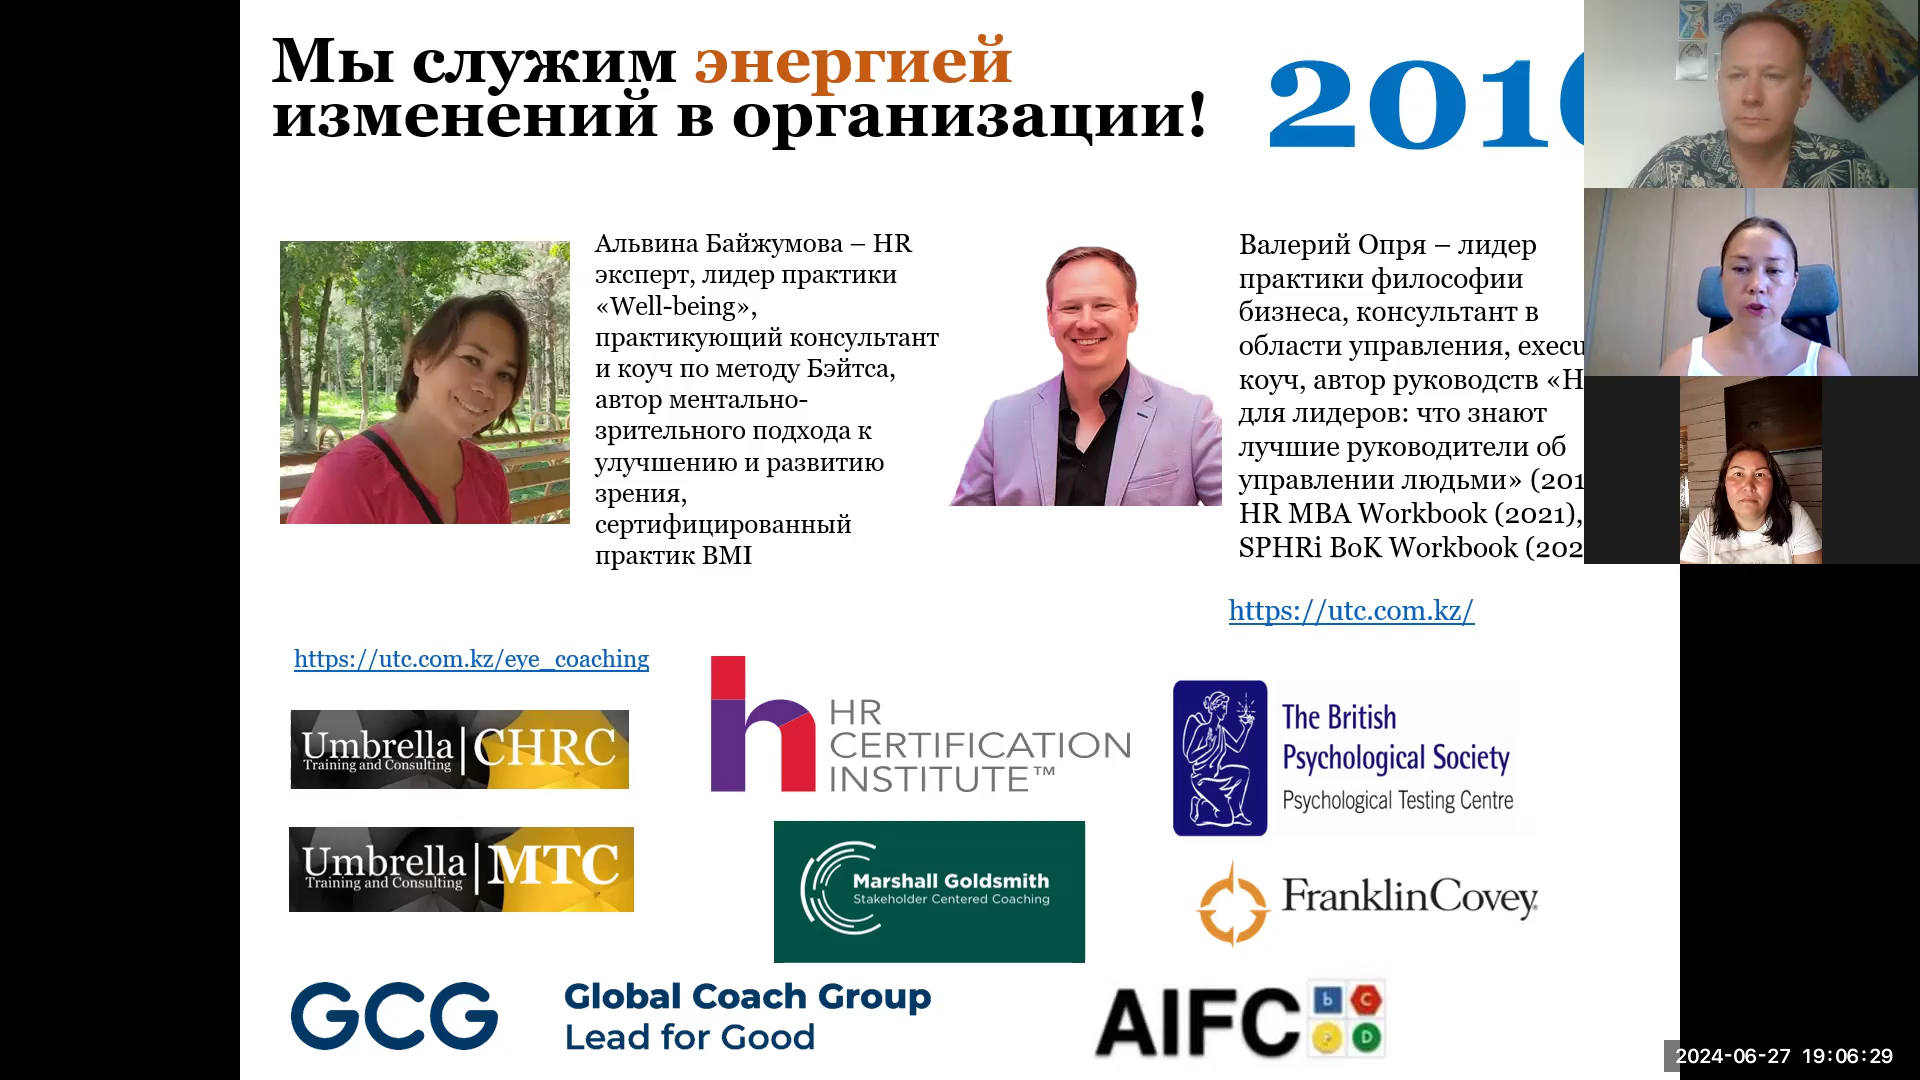 Мы служим энергией
изменений в организации!
201
Альвина Байжумова – HR
эксперт, лидер практики
«Well-being»,
практикующий консультант
и коуч по методу Бэйтса,
автор ментально-
зрительного подхода к
улучшению и развитию
зрения,
сертифицированный
практик BMI
Валерий Опря – лидер
практики философии
бизнеса, консультант в
области управления, execu
коуч, автор руководств «H
для лидеров: что знают
лучшие руководители об
управлении людьми» (201
HR MBA Workbook (2021),
SPHRi BoK Workbook (202
https://utc.com.kz/
https://utc.com.kz/eye_coaching
Umbrella|CHRC
Training and Consulting
HR
CERTIFICATION
INSTITUTE™
The British
Psychological Society
Psychological Testing Centre
Umbrella|MTC
Training and Consulting
Marshall Goldsmith
Stakeholder Centered Coaching
FranklinCovey
GCG
Global Coach Group
Lead for Good
AIFC
b C
P D
2024-06-27 19:06:29